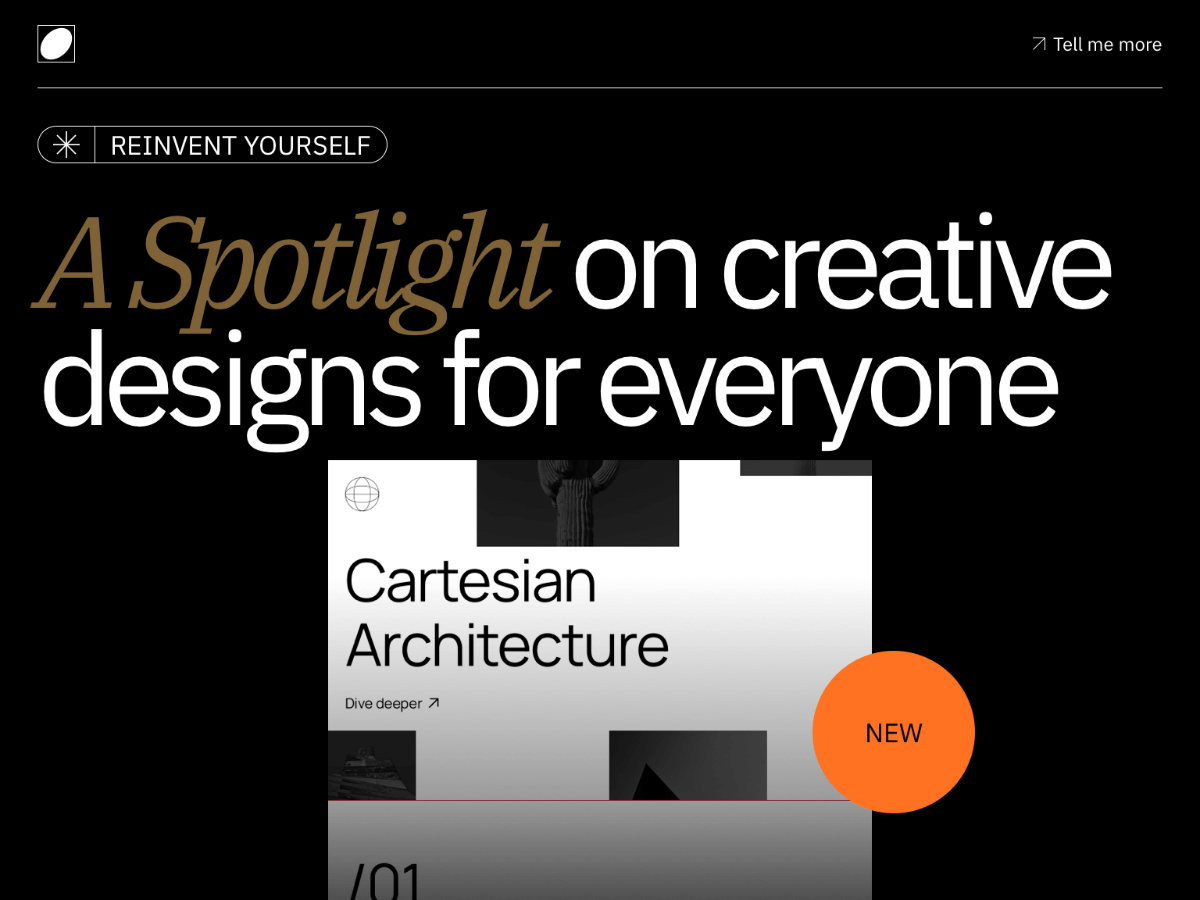 Tell me more
REINVENT YOURSELF
A Spotlight on creative
designs for everyone
Cartesian
Architecture
Dive deeper
NEW
/01